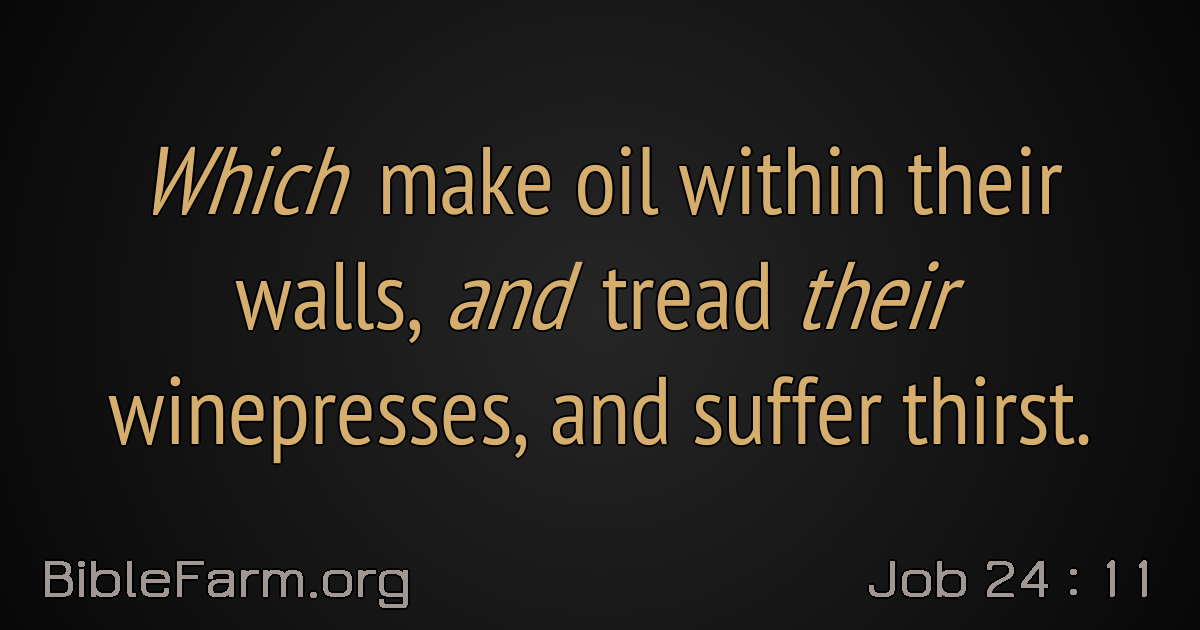 Which make oil within their
walls, and tread their
winepresses, and suffer thirst.
BibleFarm.org
Job 24 : 11